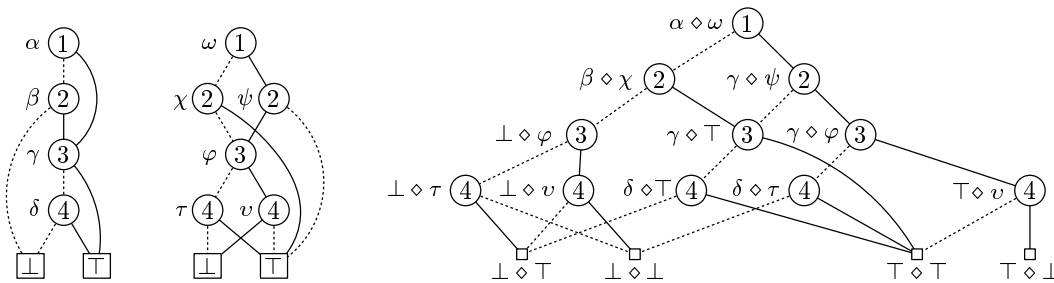 α 1
β 2
γ 3
δ 4
⊥ ⊤
ω 1
χ 2 ψ 2
φ 3
τ 4 υ 4
⊥ ⊤
α ⋄ ω 1
β ⋄ χ 2 γ ⋄ ψ 2
⊥ ⋄ φ 3 γ ⋄ ⊤ 3 γ ⋄ φ 3
⊥ ⋄ τ 4 ⊥ ⋄ υ 4 δ ⋄ ⊤ 4 δ ⋄ τ 4 ⊤ ⋄ υ 4
⊥ ⋄ ⊤ ⊥ ⋄ ⊥ ⊤ ⋄ ⊤ ⊤ ⋄ ⊥